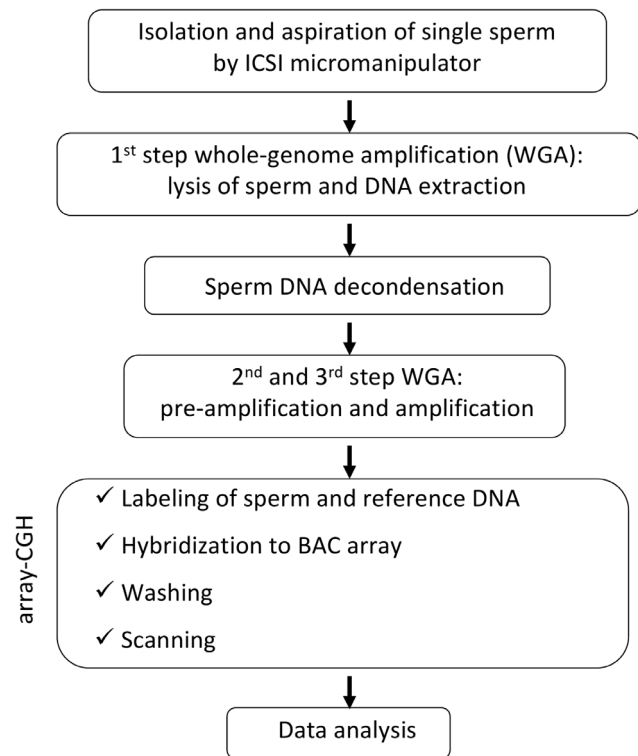 Isolation and aspiration of single sperm
by ICSI micromanipulator
1st step whole-genome amplification (WGA):
lysis of sperm and DNA extraction
Sperm DNA decondensation
2nd and 3rd step WGA:
pre-amplification and amplification
array-CGH
✓ Labeling of sperm and reference DNA
✓ Hybridization to BAC array
✓ Washing
✓ Scanning
Data analysis